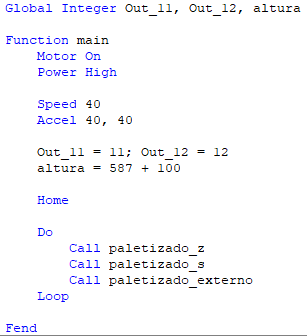 Global Integer Out_11, Out_12, altura
Function main
Motor On
Power High
Speed 40
Accel 40, 40
Out_11 = 11; Out_12 = 12
altura = 587 + 100
Home
Do
Call paletizado_z
Call paletizado_s
Call paletizado_externo
Loop
Fend